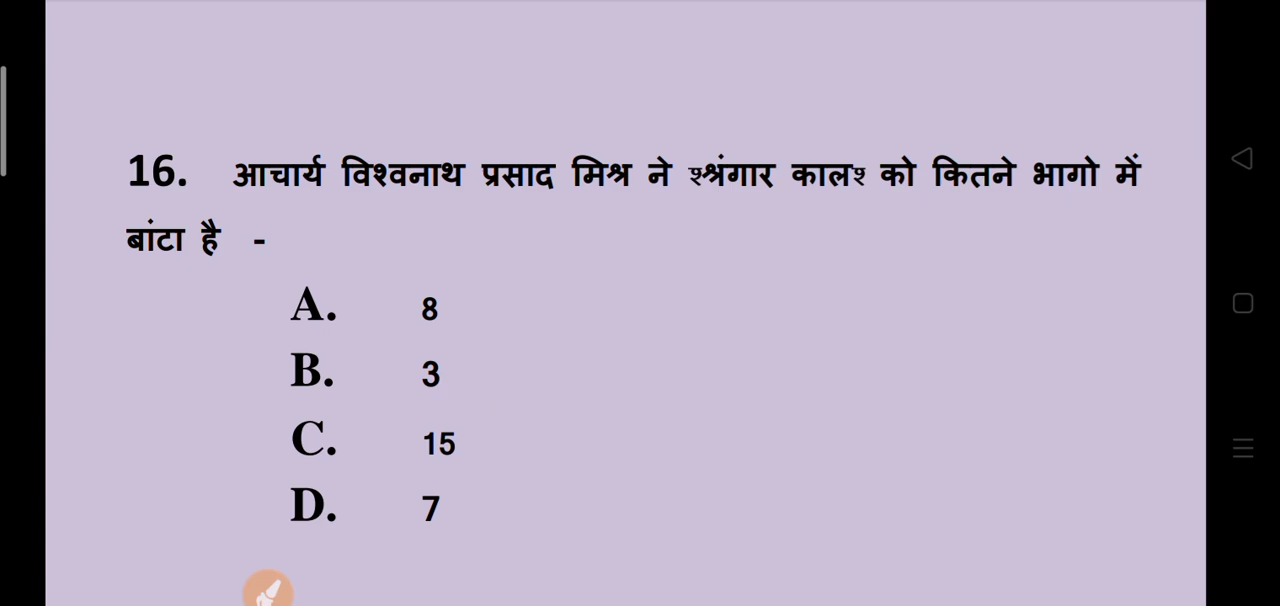 16. आचार्य विश्वनाथ प्रसाद मिश्र ने श्श्रंगार कालश को कितने भागो में
बांटा है -
A. 8
B. 3
C. 15
D. 7